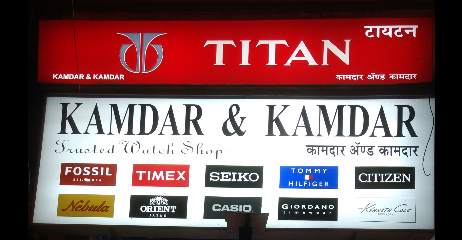 टायटन
TITAN
KAMDAR & KAMDAR
कामदार अ‍ॅण्ड कामदार
KAMDAR & KAMDAR
Trusted Watch Shop
कामदार अ‍ॅण्ड कामदार
FOSSIL
TIMEX
SEIKO
TOMMY HILFIGER
CITIZEN
Nebula
ORIENT
CASIO
GIORDANO
timewear
KENNETH COLE